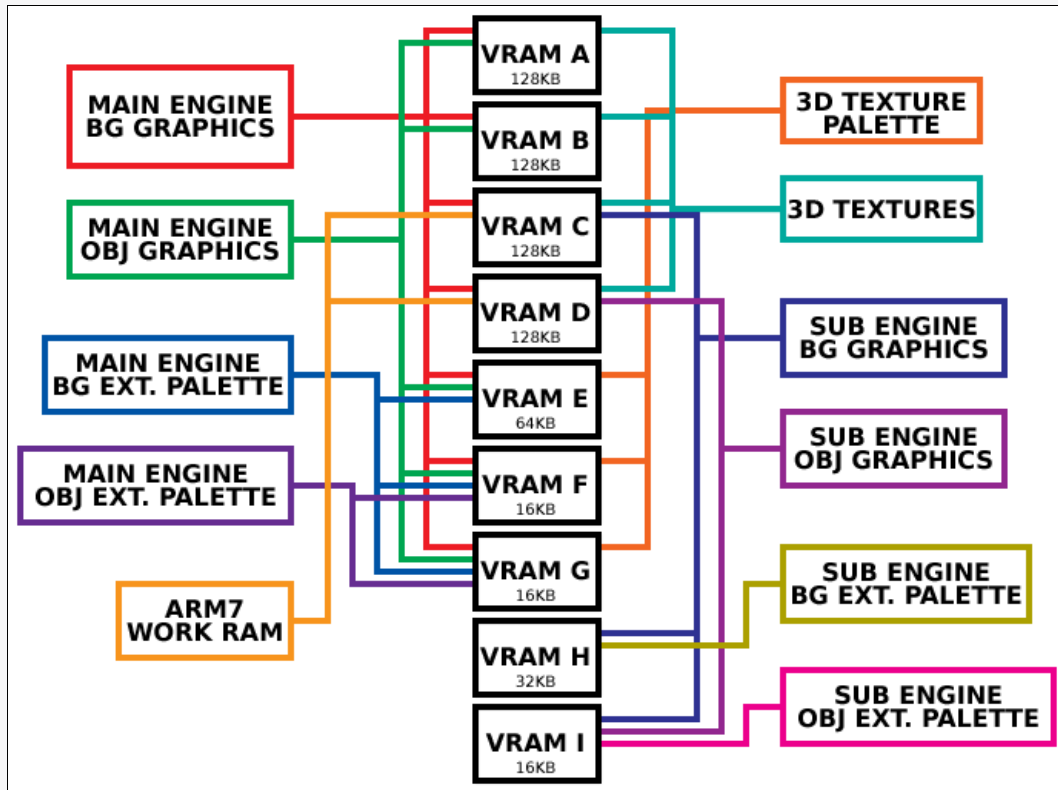 MAIN ENGINE
BG GRAPHICS
MAIN ENGINE
OBJ GRAPHICS
MAIN ENGINE
BG EXT. PALETTE
MAIN ENGINE
OBJ EXT. PALETTE
ARM7
WORK RAM
VRAM A
128KB
VRAM B
128KB
VRAM C
128KB
VRAM D
128KB
VRAM E
64KB
VRAM F
16KB
VRAM G
16KB
VRAM H
32KB
VRAM I
16KB
3D TEXTURE
PALETTE
3D TEXTURES
SUB ENGINE
BG GRAPHICS
SUB ENGINE
OBJ GRAPHICS
SUB ENGINE
BG EXT. PALETTE
SUB ENGINE
OBJ EXT. PALETTE